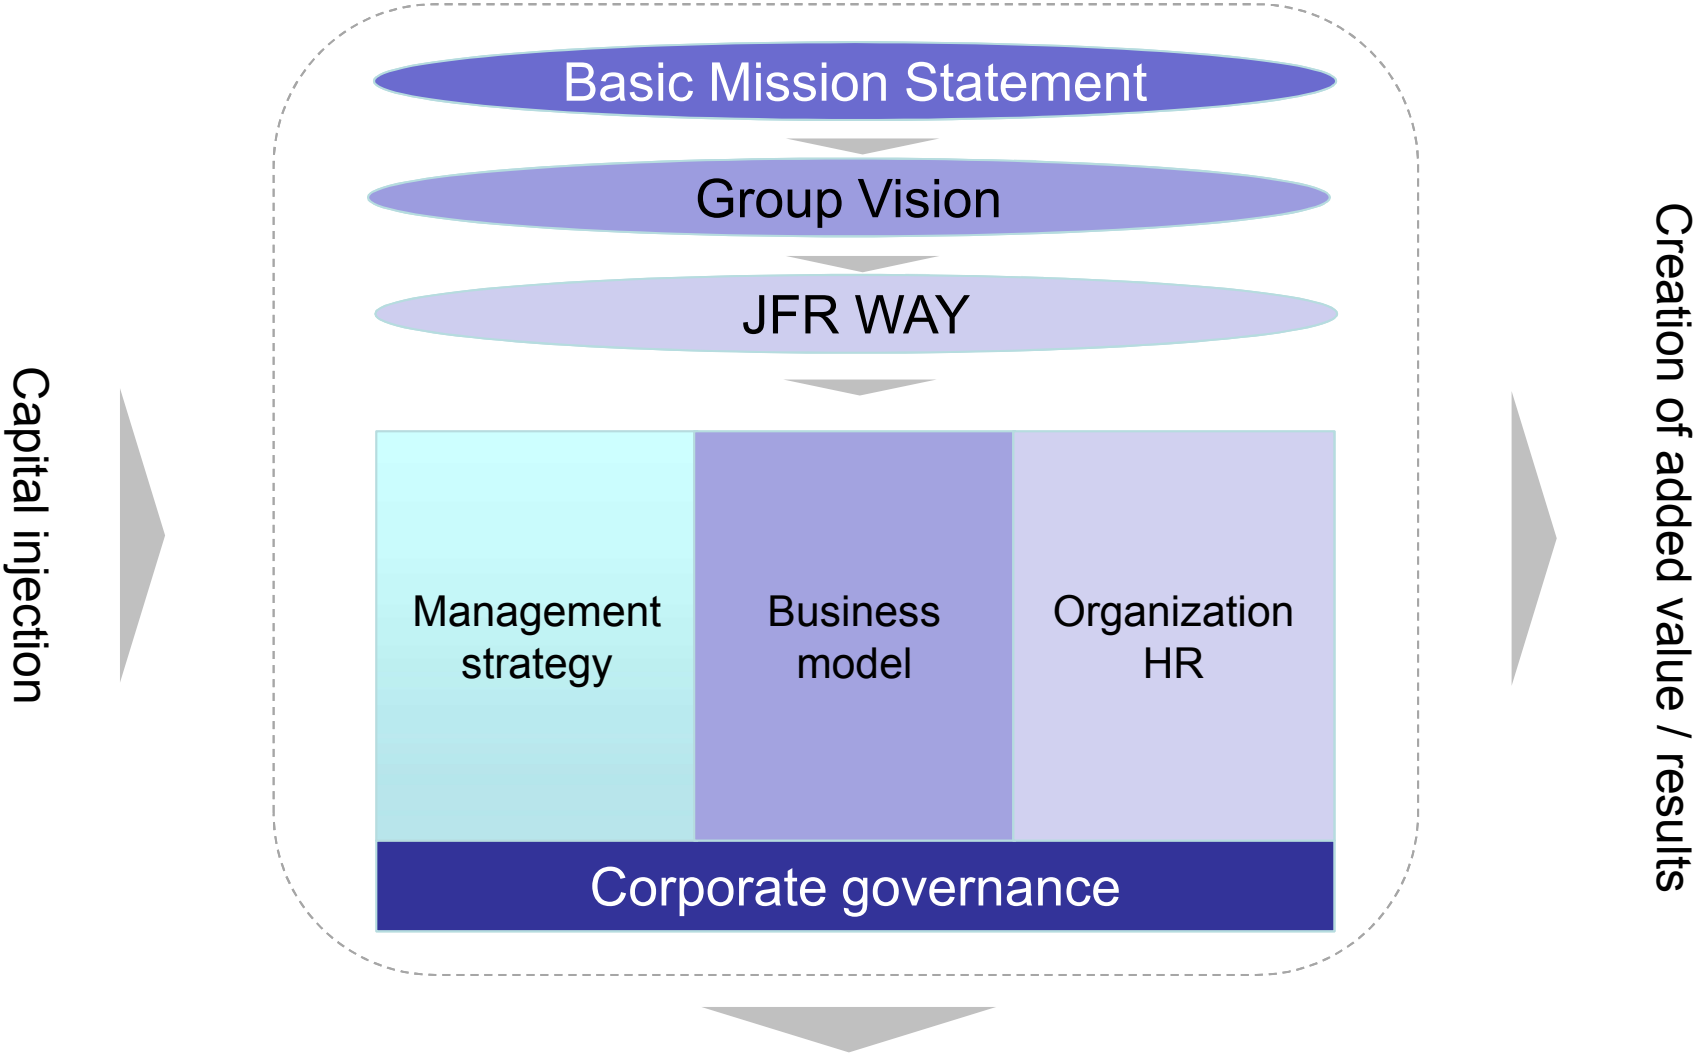 Basic Mission Statement
Group Vision
JFR WAY
Capital injection
Management
strategy
Business
model
Organization
HR
Corporate governance
Creation of added value / results